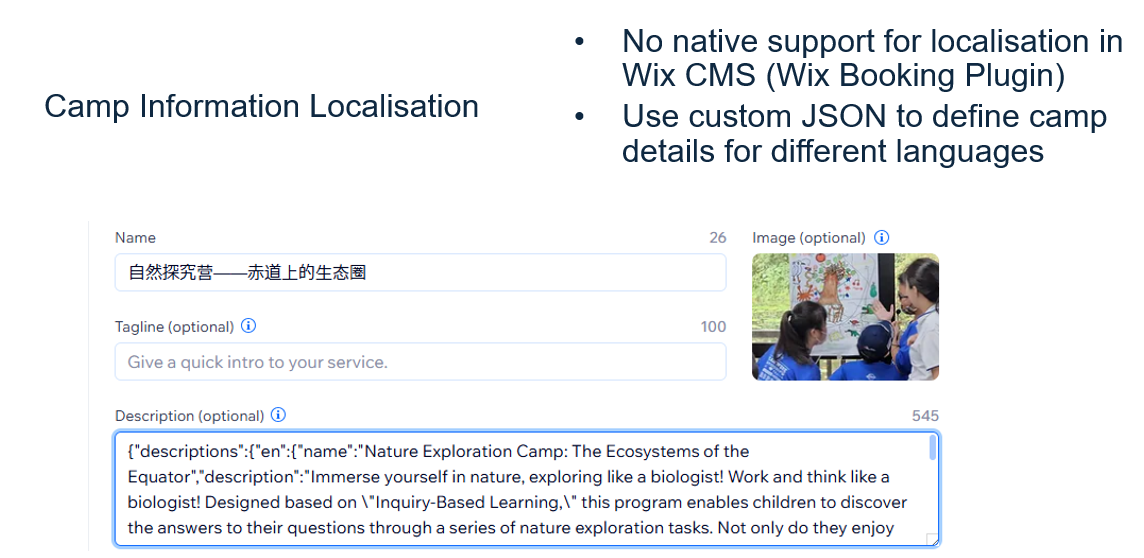 Camp Information Localisation
• No native support for localisation in
Wix CMS (Wix Booking Plugin)
• Use custom JSON to define camp
details for different languages
Name 26
自然探究营——赤道上的生态圈
Tagline (optional) 100
Give a quick intro to your service.
Description (optional) 545
{"descriptions":{"en":{"name":"Nature Exploration Camp: The Ecosystems of the
Equator","description":"Immerse yourself in nature, exploring like a biologist! Work and think like a
biologist! Designed based on \"Inquiry-Based Learning,\" this program enables children to discover
the answers to their questions through a series of nature exploration tasks. Not only do they enjoy
Image (optional)